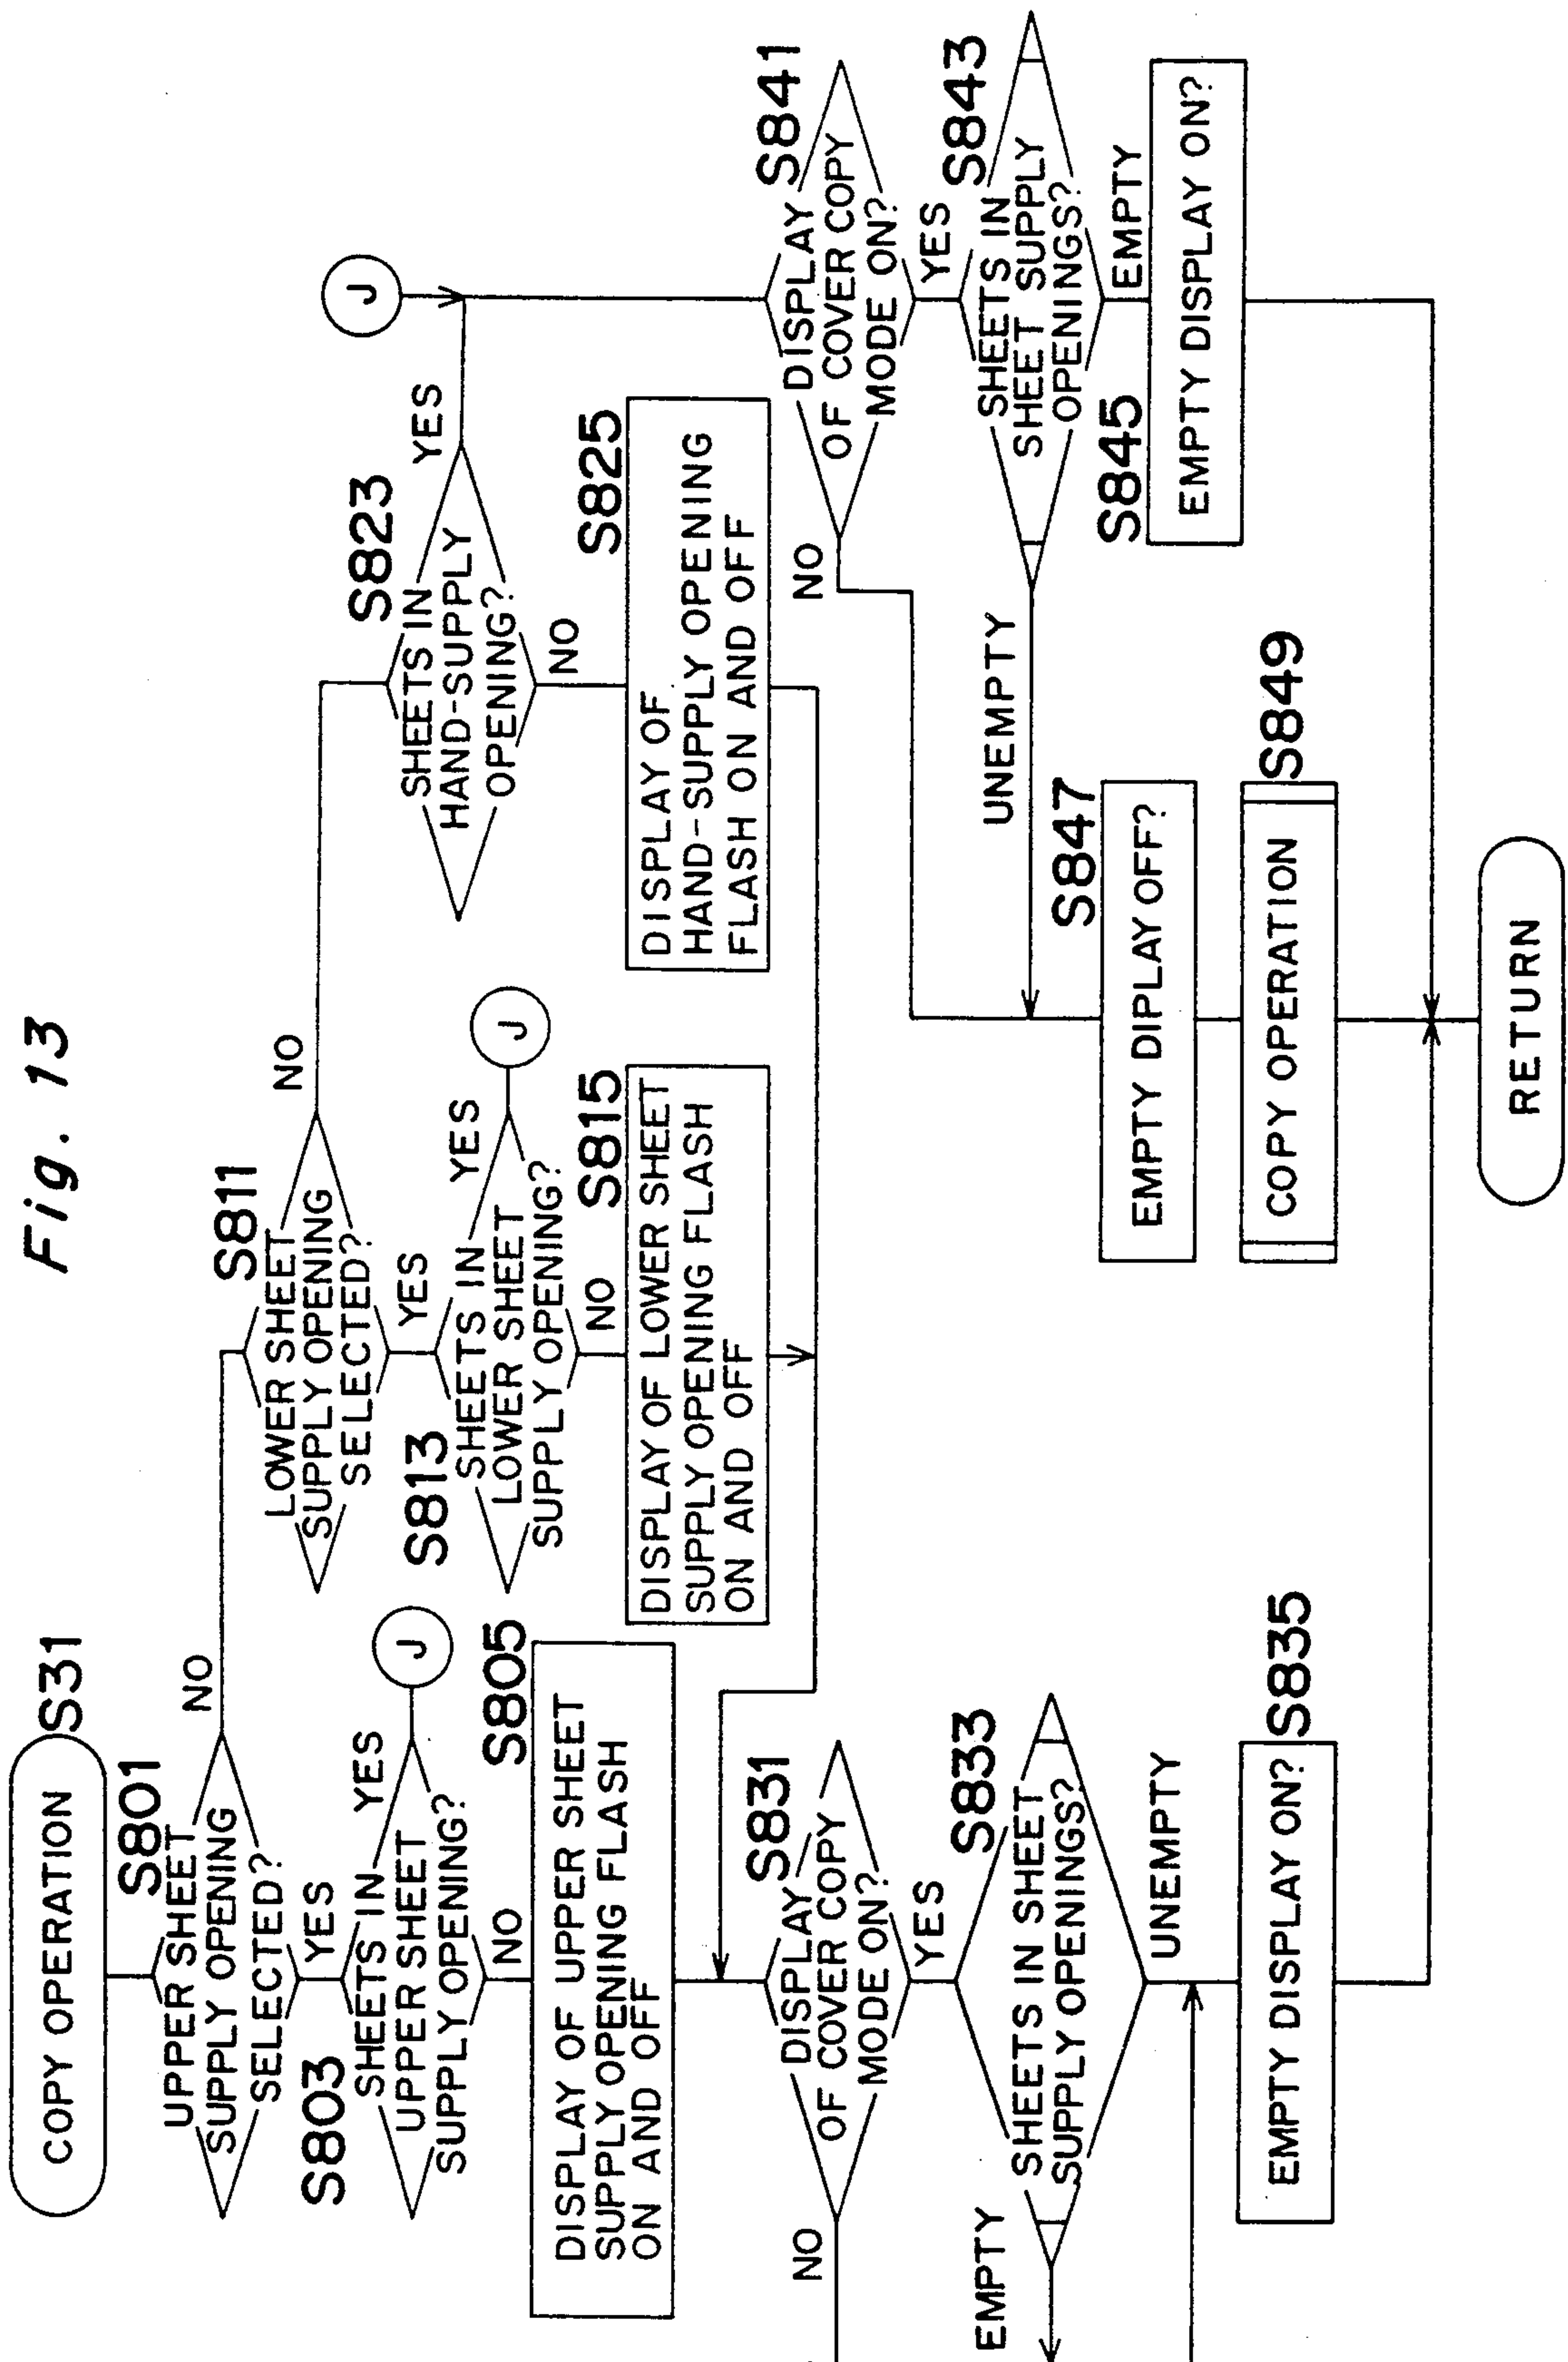 Fig. 13
COPY OPERATION
S31
S801
UPPER SHEET
SUPPLY OPENING
SELECTED?
NO
YES
S803
SHEETS IN
UPPER SHEET
SUPPLY OPENING?
YES
J
NO
S805
DISPLAY OF UPPER SHEET
SUPPLY OPENING FLASH
ON AND OFF
S811
LOWER SHEET
SUPPLY OPENING
SELECTED?
NO
YES
S813
SHEETS IN
LOWER SHEET
SUPPLY OPENING?
YES
J
NO
S815
DISPLAY OF LOWER SHEET
SUPPLY OPENING FLASH
ON AND OFF
S823
SHEETS IN
HAND-SUPPLY
OPENING?
YES
J
NO
S825
DISPLAY OF
HAND-SUPPLY OPENING
FLASH ON AND OFF
S831
DISPLAY
OF COVER COPY
MODE ON?
NO
YES
S833
SHEETS IN SHEET
SUPPLY OPENINGS?
EMPTY
UNEMPTY
S835
EMPTY DISPLAY ON?
S841
DISPLAY
OF COVER COPY
MODE ON?
NO
YES
S843
SHEETS IN
SHEET SUPPLY
OPENINGS?
UNEMPTY
EMPTY
S845
EMPTY DISPLAY ON?
S847
EMPTY DIPLAY OFF?
S849
COPY OPERATION
RETURN